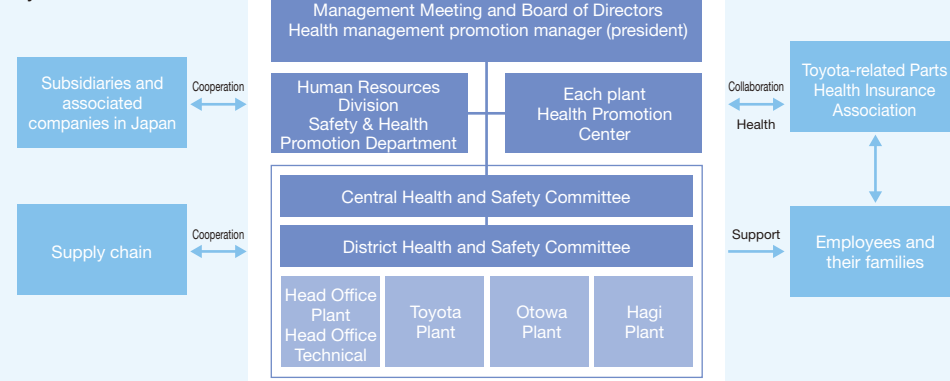 Management Meeting and Board of Directors
Health management promotion manager (president)
Subsidiaries and
associated
companies in Japan
Cooperation
Human Resources
Division
Safety & Health
Promotion Department
Each plant
Health Promotion
Center
Collaboration
Health
Toyota-related Parts
Health Insurance
Association
Central Health and Safety Committee
Supply chain
Cooperation
District Health and Safety Committee
Support
Employees and
their families
Head Office
Plant
Head Office
Technical
Toyota
Plant
Otowa
Plant
Hagi
Plant